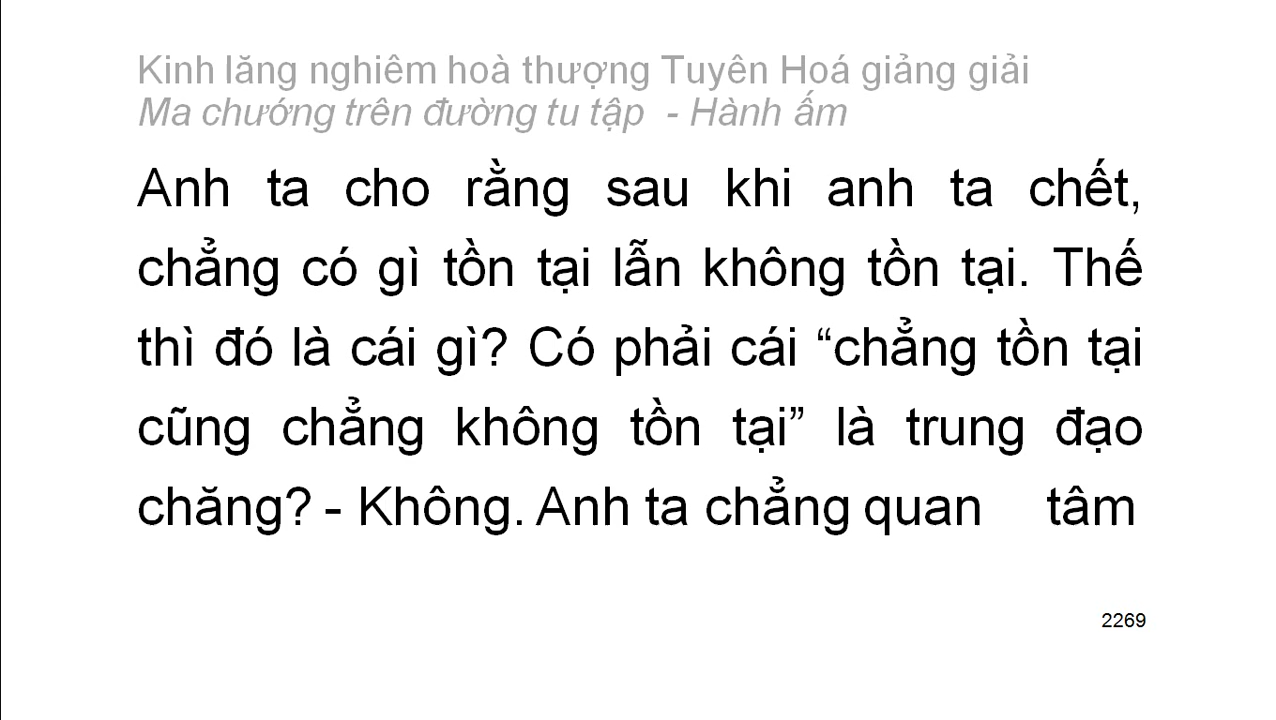 Kinh lăng nghiêm hoà thượng Tuyên Hoá giảng giải
Ma chướng trên đường tu tập - Hành ấm
Anh ta cho rằng sau khi anh ta chết,
chẳng có gì tồn tại lẫn không tồn tại. Thế
thì đó là cái gì? Có phải cái “chẳng tồn tại
cũng chẳng không tồn tại” là trung đạo
chăng? - Không. Anh ta chẳng quan tâm
2269